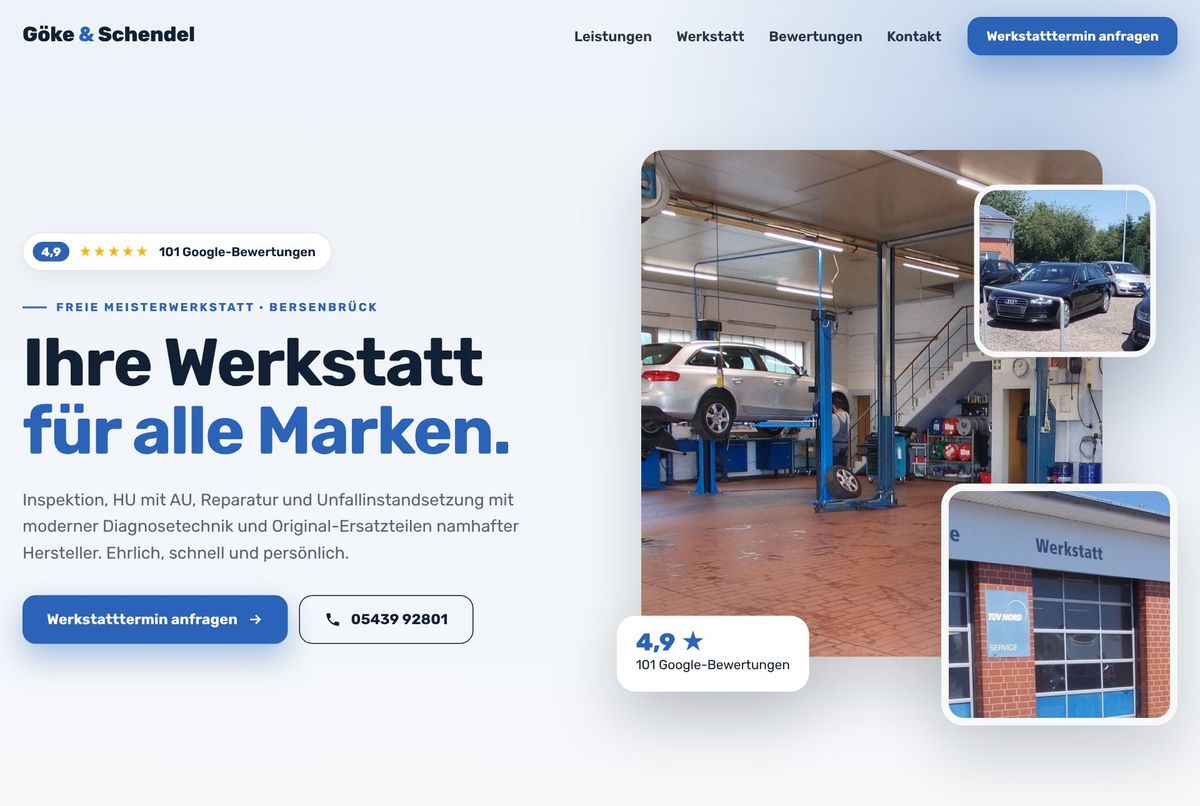 Göke & Schendel
Leistungen
Werkstatt
Bewertungen
Kontakt
Werkstatttermin anfragen
4,9 ★★★★★ 101 Google-Bewertungen
FREIE MEISTERWERKSTATT • BERSENBRÜCK
Ihre Werkstatt
für alle Marken.
Inspektion, HU mit AU, Reparatur und Unfallinstandsetzung mit
moderner Diagnosetechnik und Original-Ersatzteilen namhafter
Hersteller. Ehrlich, schnell und persönlich.
Werkstatttermin anfragen →
05439 92801
4,9 ★
101 Google-Bewertungen
e
Werkstatt
TÜV NORD
SERVICE